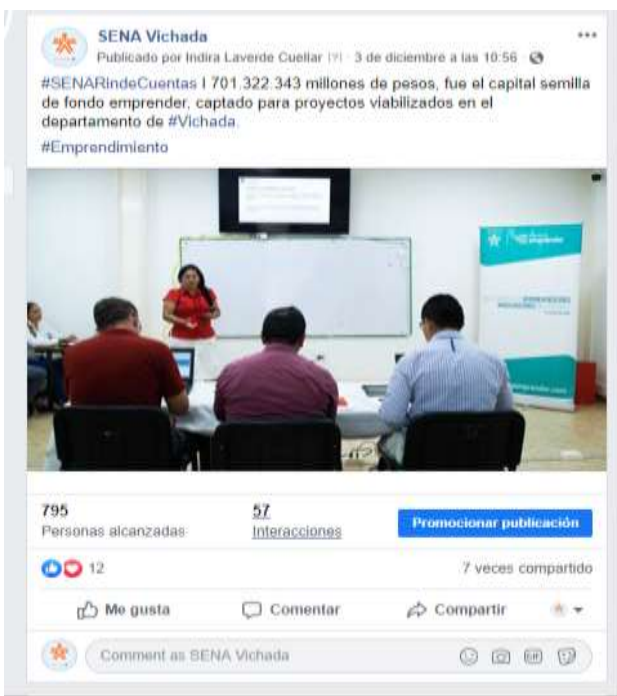 SENA Vichada
Publicado por Indira Laverde Cuellar [?] · 3 de diciembre a las 10:56 ·
#SENARindeCuentas I 701.322.343 millones de pesos, fue el capital semilla
de fondo emprender, captado para proyectos viabilizados en el
departamento de #Vichada.
#Emprendimiento
795
Personas alcanzadas
57
Interacciones
Promocionar publicación
12
7 veces compartido
Me gusta
Comentar
Compartir
Comment as SENA Vichada
GIF